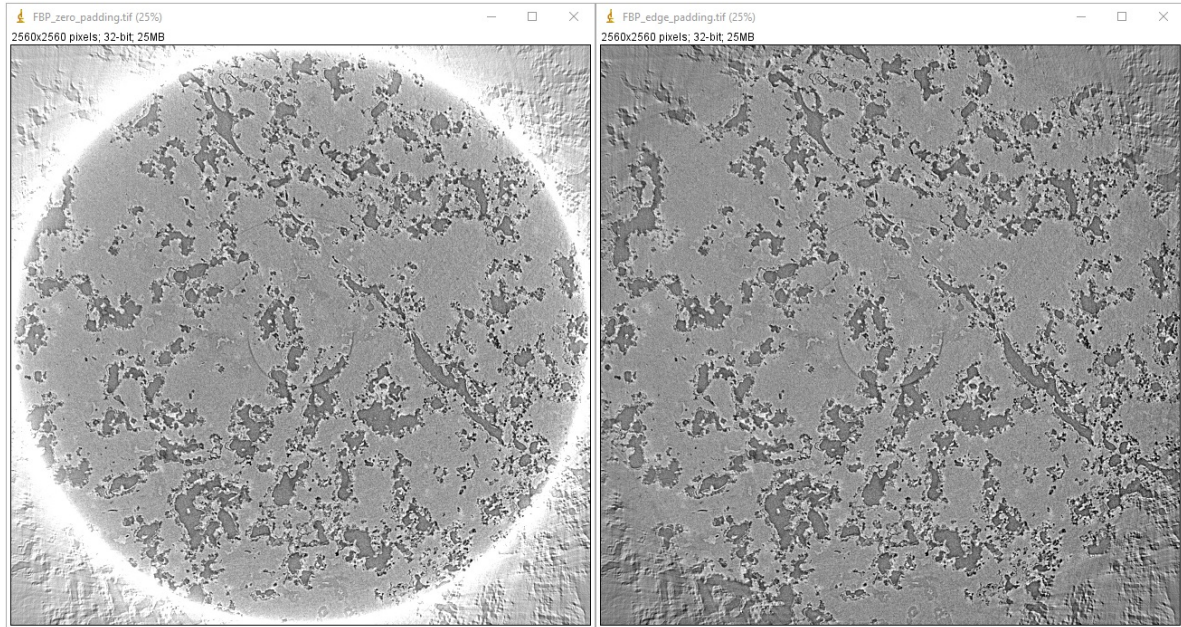 FBP_zero_padding.tif (25%)
2560x2560 pixels; 32-bit; 25MB
FBP_edge_padding.tif (25%)
2560x2560 pixels; 32-bit; 25MB